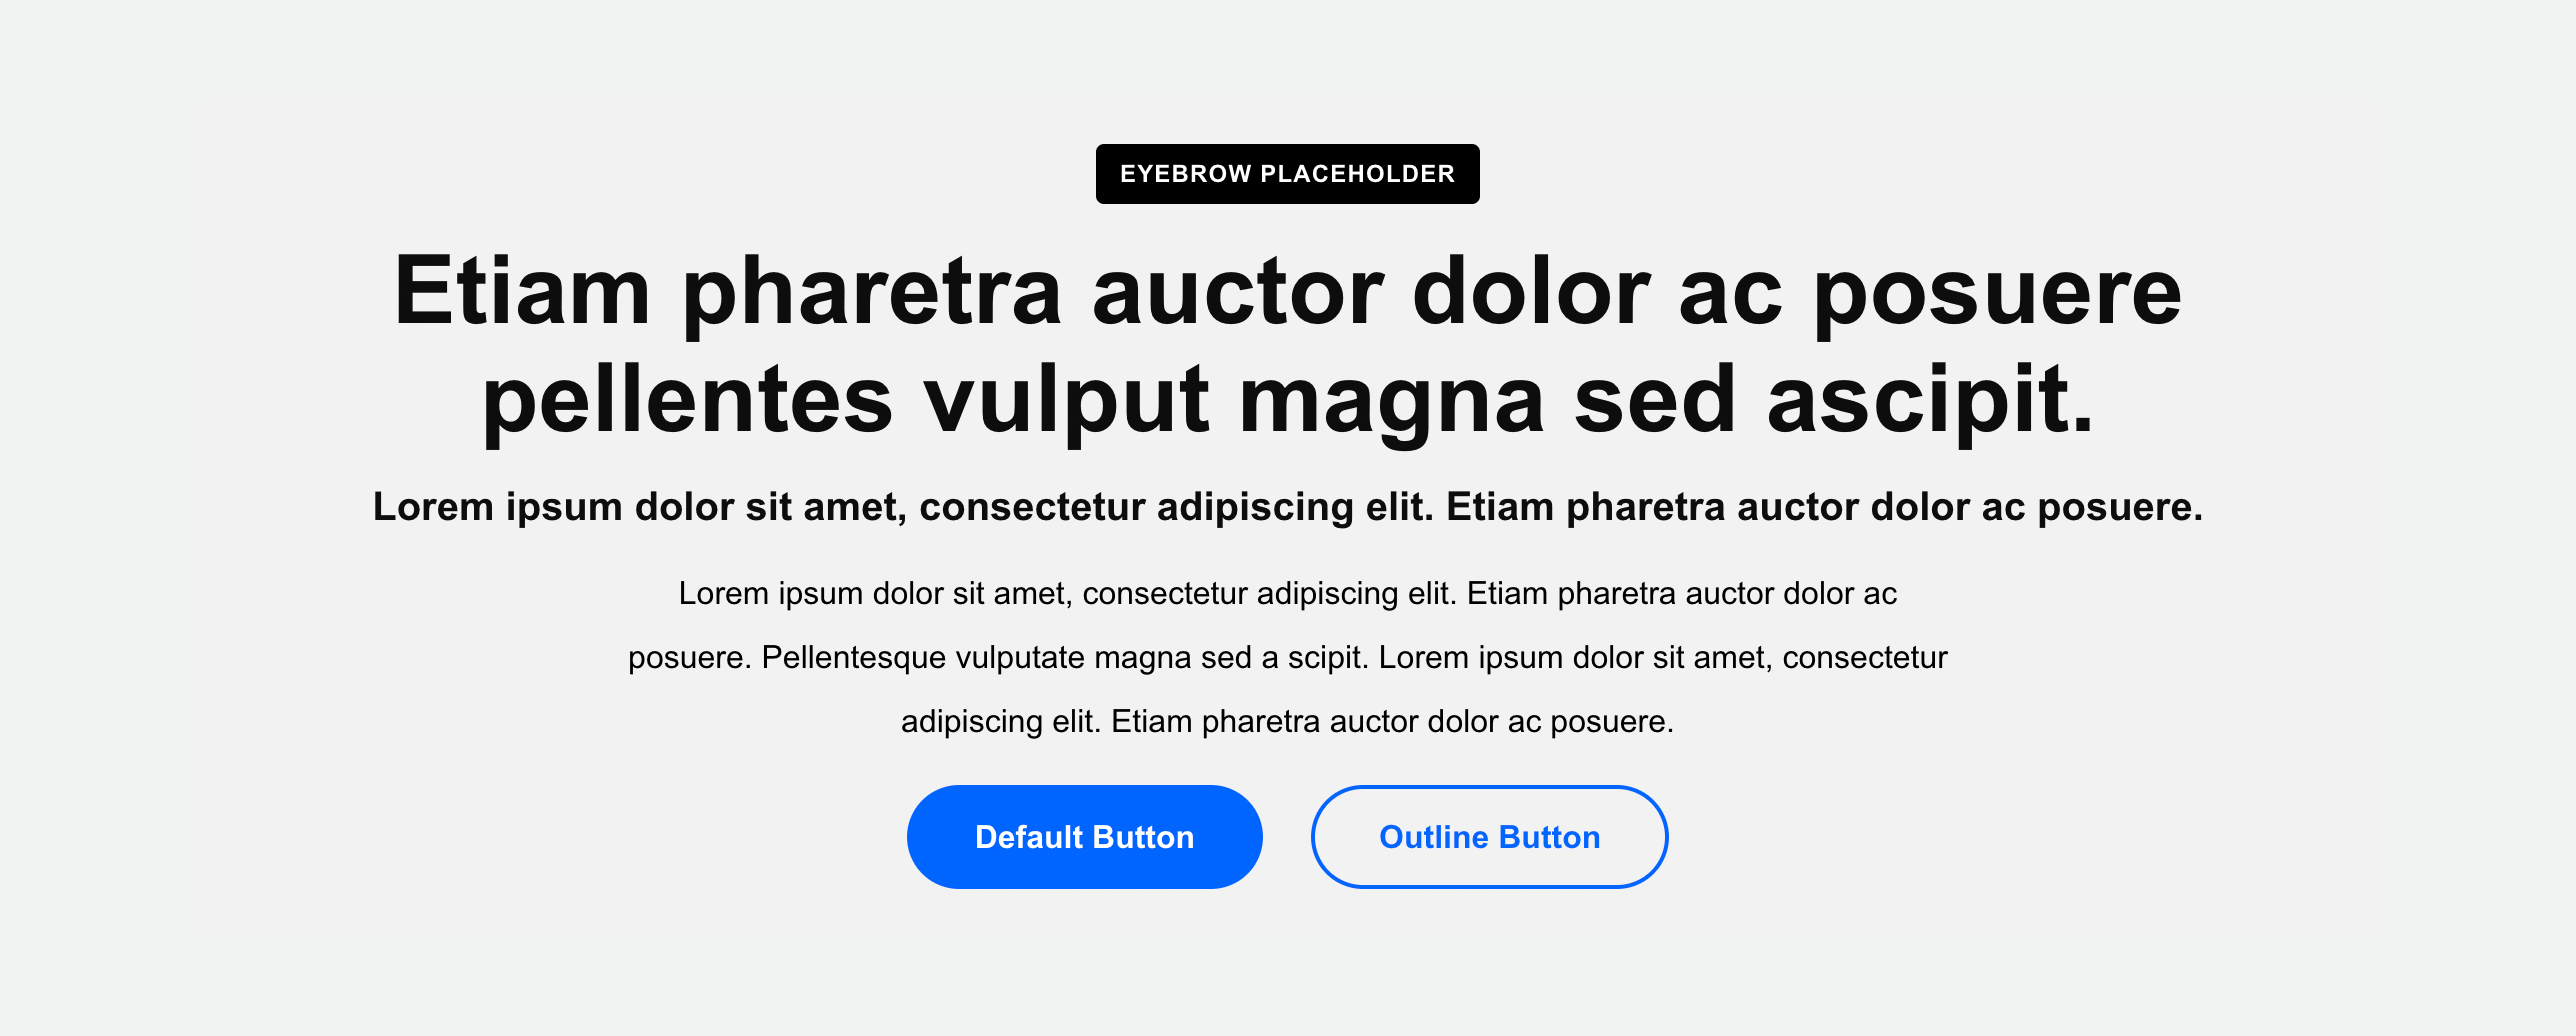 EYEBROW PLACEHOLDER
Etiam pharetra auctor dolor ac posuere
pellentes vulput magna sed ascipit.
Lorem ipsum dolor sit amet, consectetur adipiscing elit. Etiam pharetra auctor dolor ac posuere.
Lorem ipsum dolor sit amet, consectetur adipiscing elit. Etiam pharetra auctor dolor ac
posuere. Pellentesque vulputate magna sed a scipit. Lorem ipsum dolor sit amet, consectetur
adipiscing elit. Etiam pharetra auctor dolor ac posuere.
Default Button
Outline Button